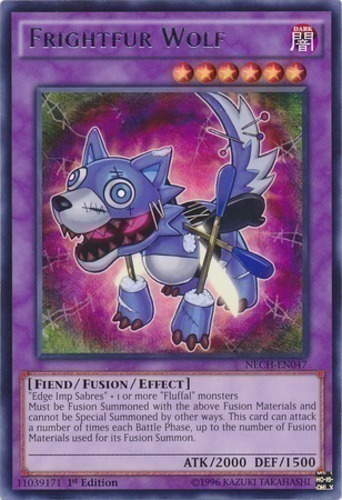 FRIGHTFUR WOLF
DARK
闇
NECH-EN047
[FIEND/FUSION/EFFECT]
"Edge Imp Sabres" + 1 or more "Fluffal" monsters
Must be Fusion Summoned with the above Fusion Materials and
cannot be Special Summoned by other ways. This card can attack
a number of times each Battle Phase, up to the number of Fusion
Materials used for its Fusion Summon.
ATK/2000 DEF/1500
11039171 1st Edition
©1996 KAZUKI TAKAHASHI